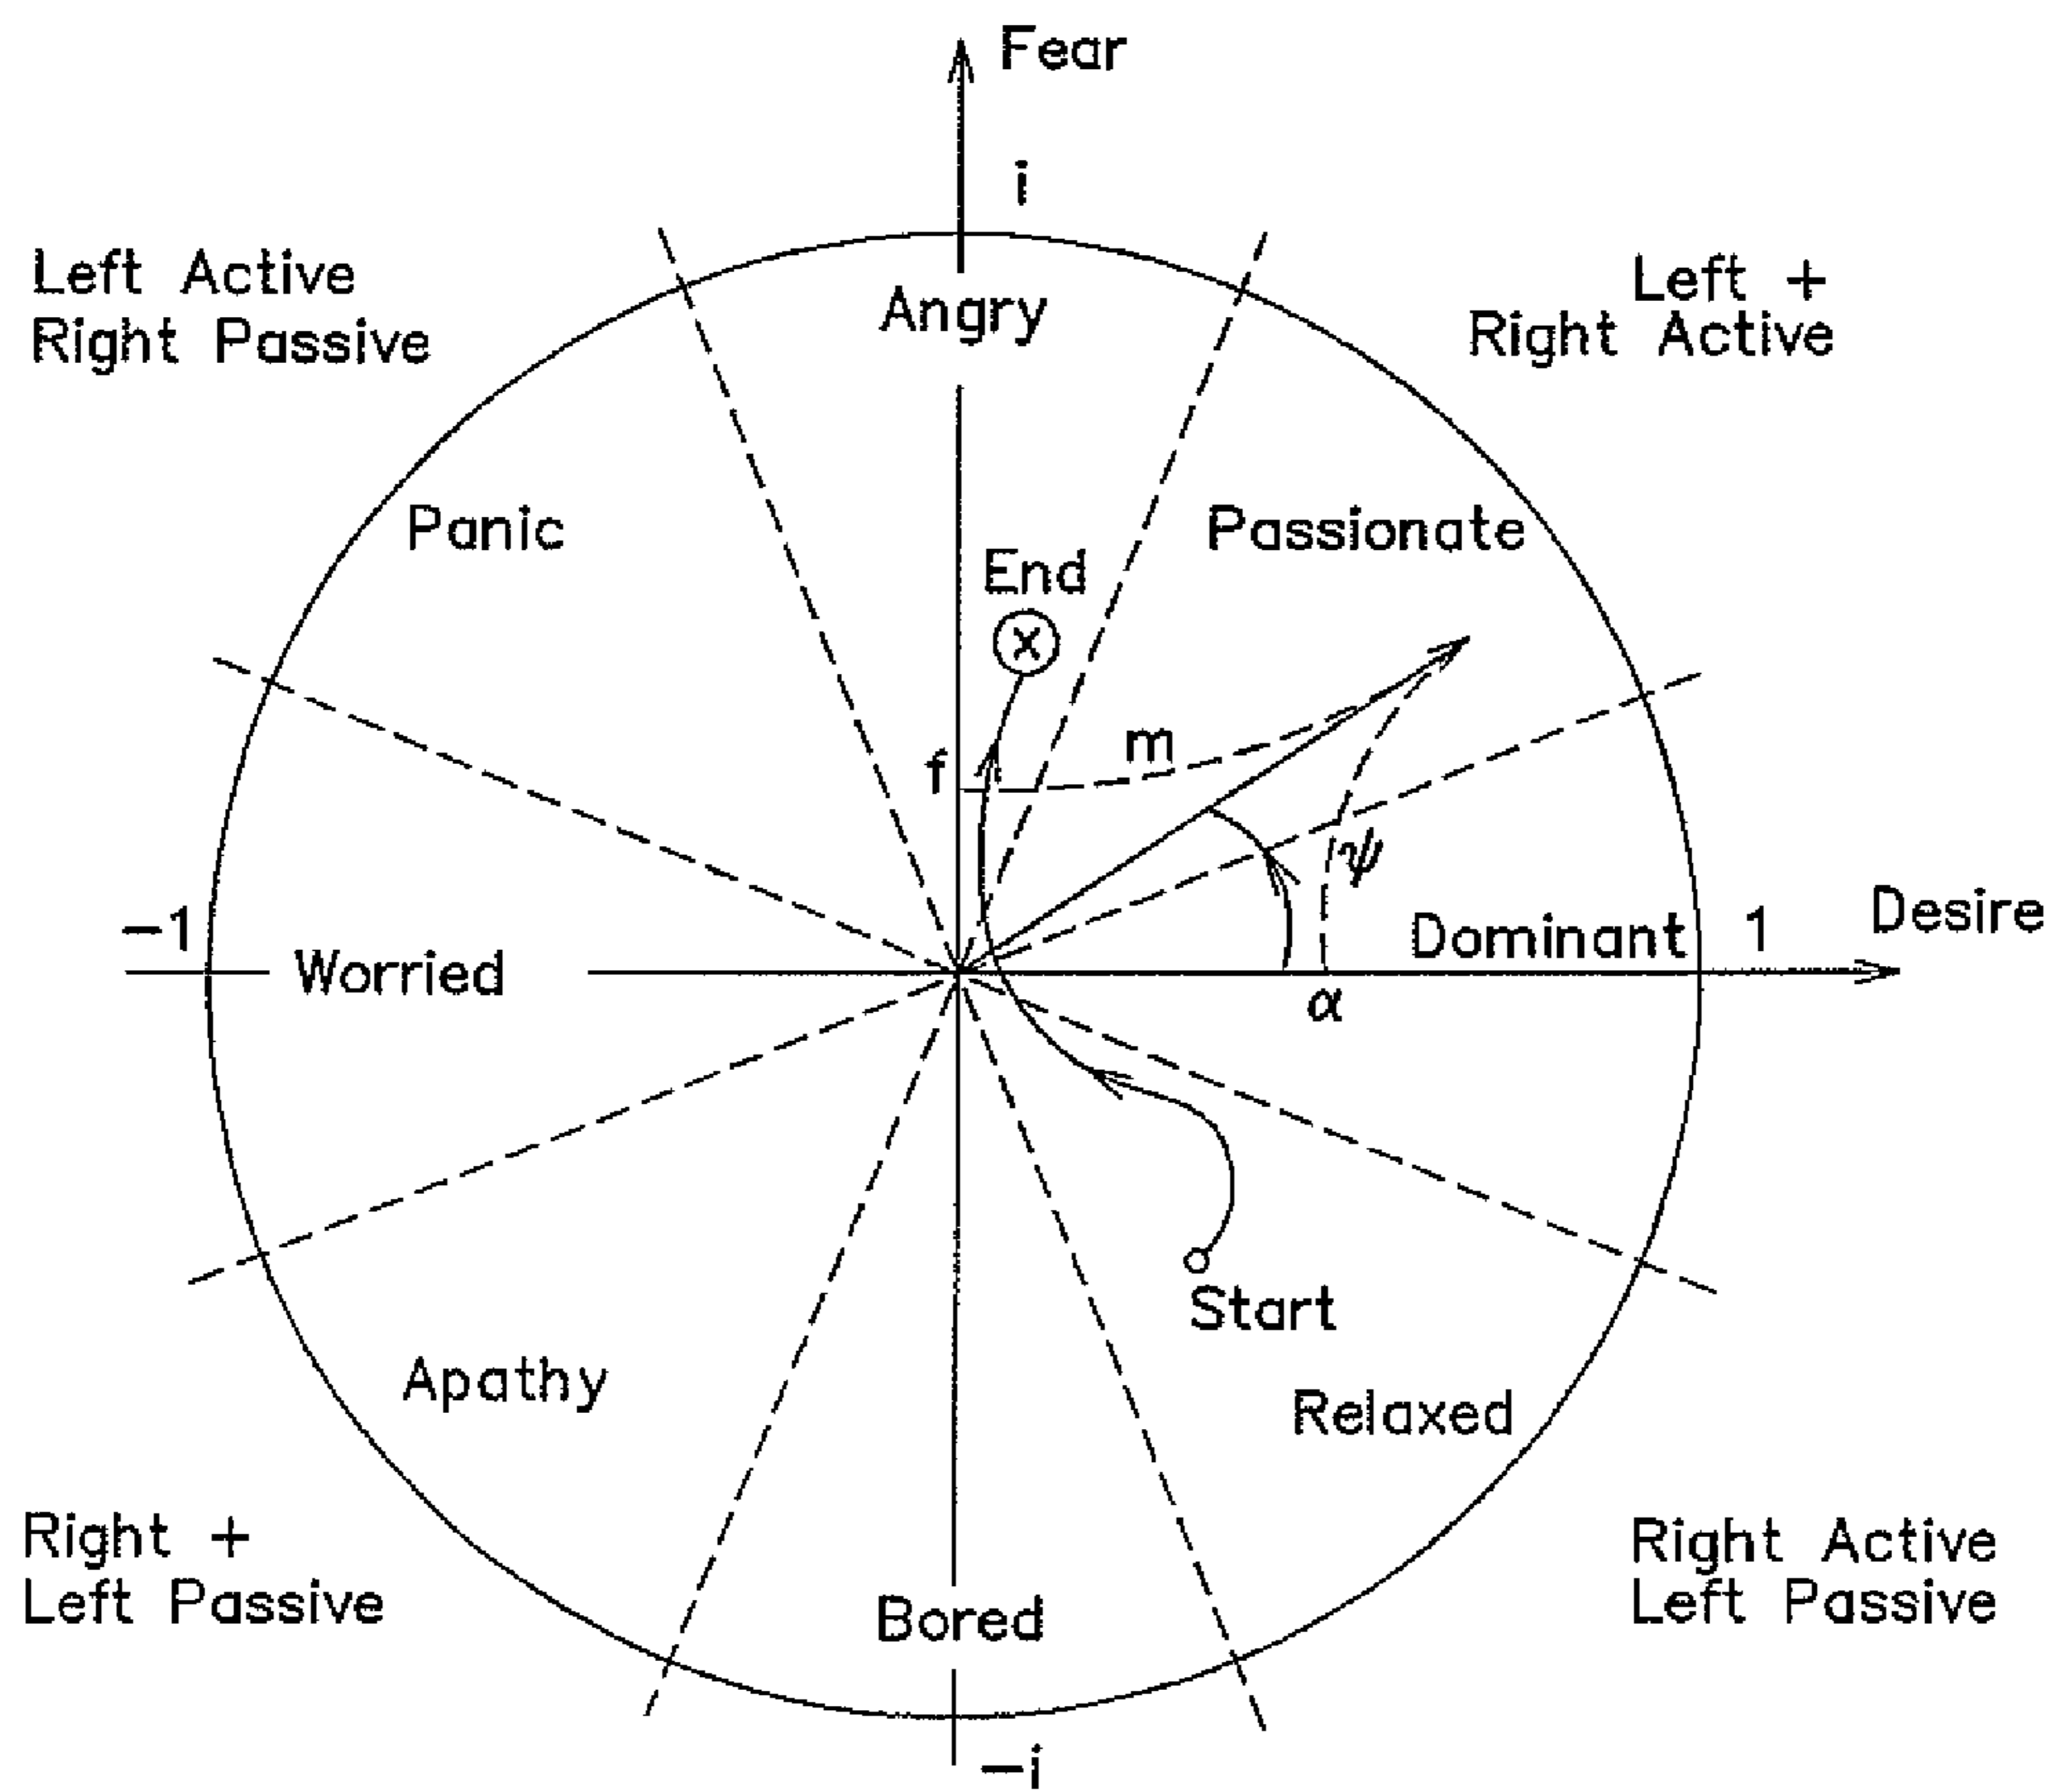 Fear
i
Left Active
Right Passive
Left +
Right Active
Angry
Panic
Passionate
End
x
m
f
ψ
-1
Worried
Dominant
1
Desire
α
Start
Apathy
Relaxed
Right +
Left Passive
Right Active
Left Passive
Bored
-i